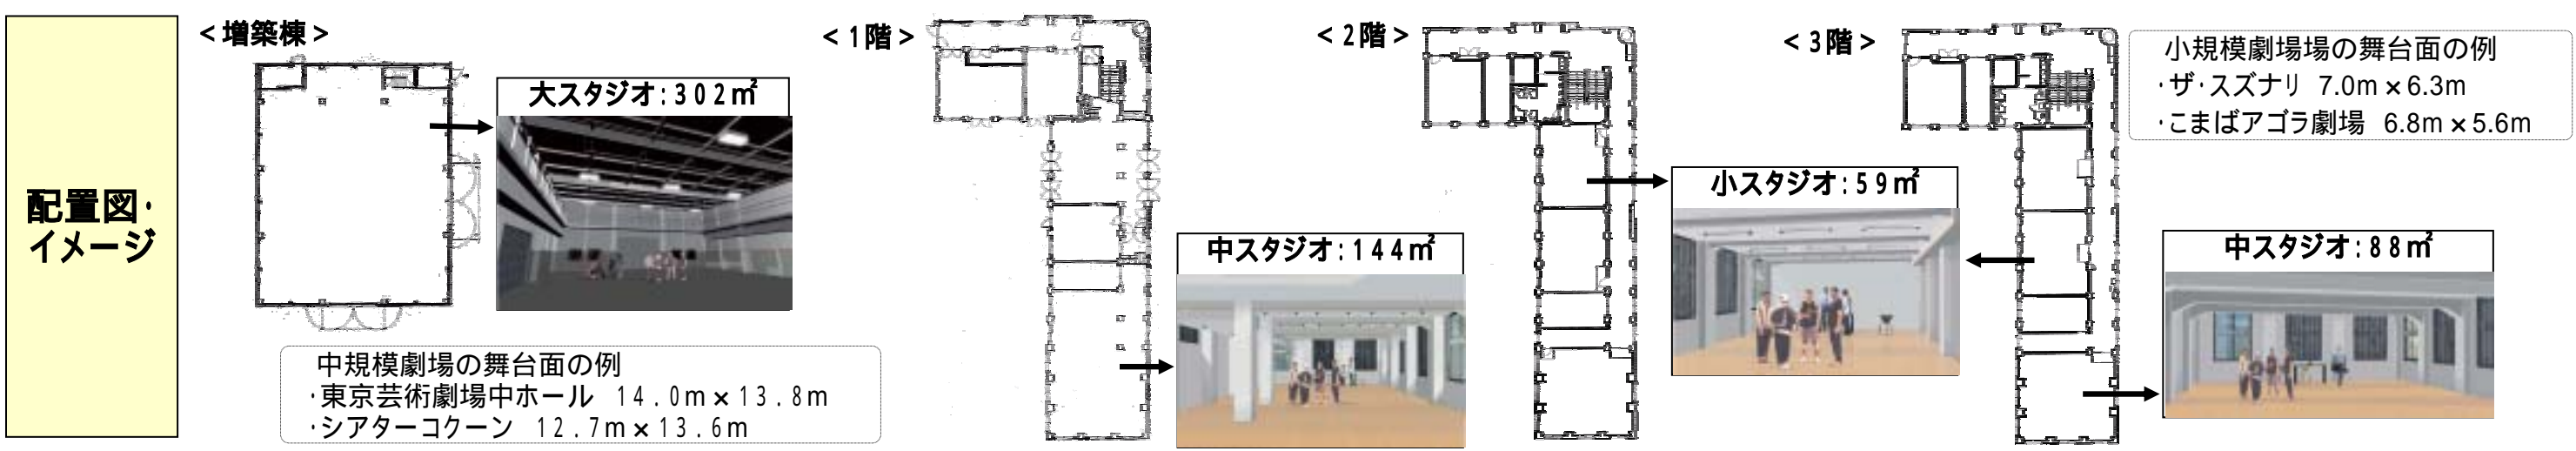 配置図・
イメージ
＜増築棟＞
大スタジオ:302㎡
中規模劇場の舞台面の例
・東京芸術劇場中ホール 14.0m×13.8m
・シアターコクーン 12.7m×13.6m
＜1階＞
中スタジオ:144㎡
＜2階＞
小スタジオ:59㎡
＜3階＞
小規模劇場場の舞台面の例
・ザ・スズナリ 7.0m×6.3m
・こまばアゴラ劇場 6.8m×5.6m
中スタジオ:88㎡